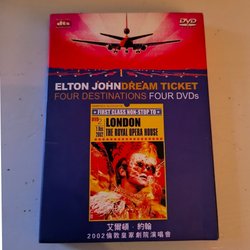 dts
DVD
ELTON JOHN DREAM TICKET
FOUR DESTINATIONS FOUR DVDs
FIRST CLASS NON-STOP TO
LONDON
THE ROYAL OPERA HOUSE
艾爾頓．約翰
2002倫敦皇家劇院演唱會